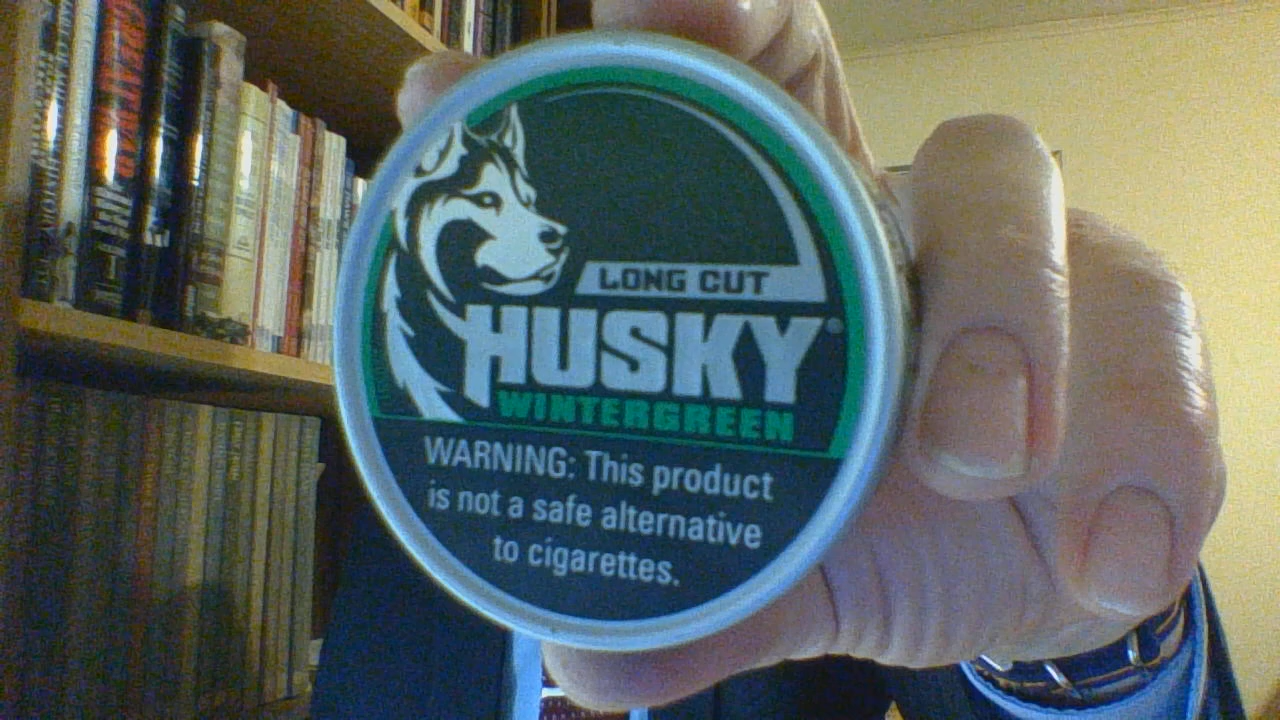 LONG CUT
HUSKY®
WINTERGREEN
WARNING: This product
is not a safe alternative
to cigarettes.